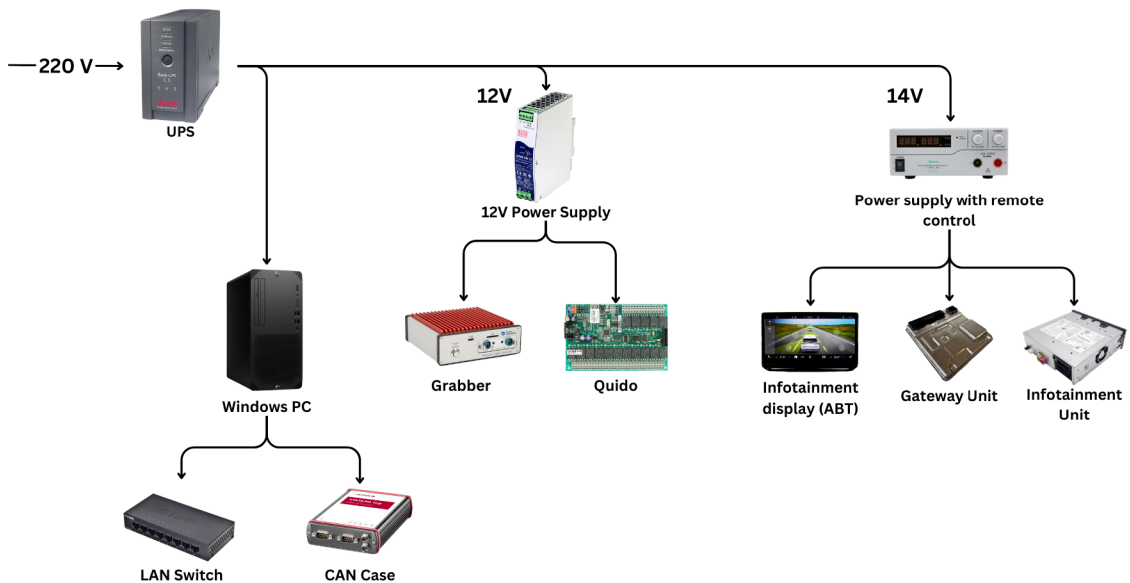 220 V
UPS
12V
14V
12V Power Supply
Power supply with remote
control
Windows PC
Grabber
Quido
Infotainment
display (ABT)
Gateway Unit
Infotainment
Unit
LAN Switch
CAN Case